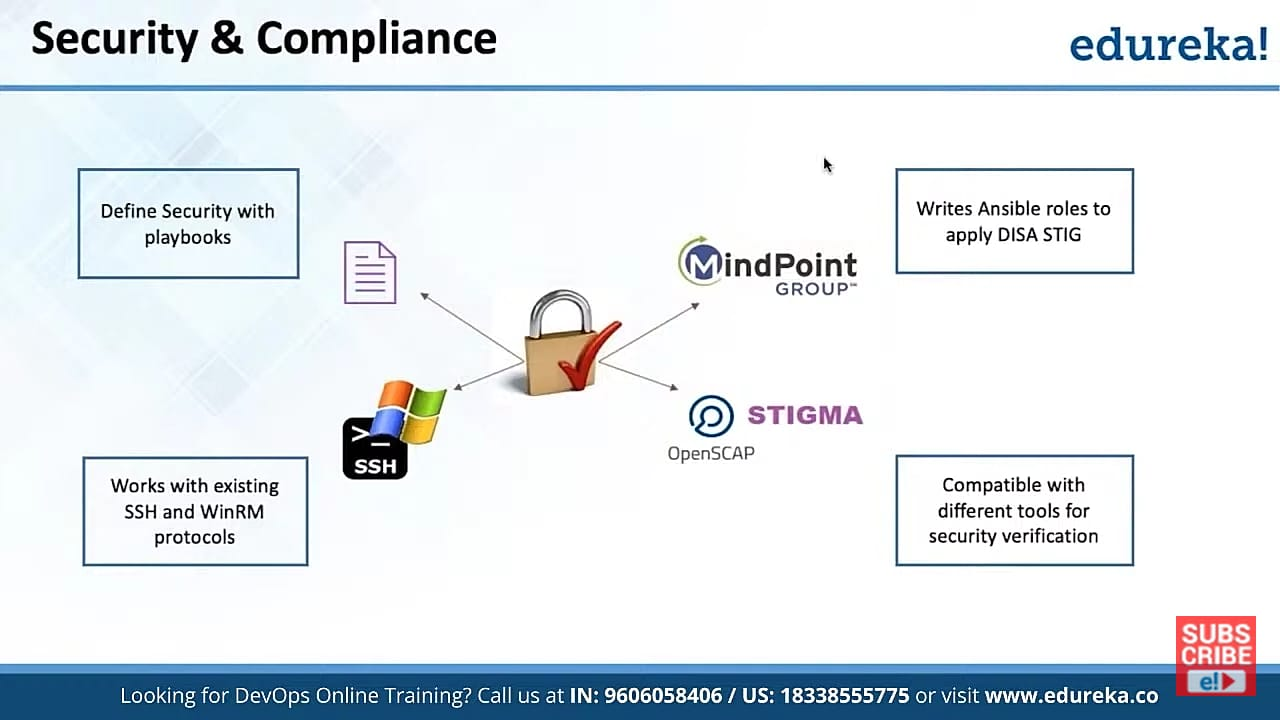 Security & Compliance
edureka!
Define Security with
playbooks
Writes Ansible roles to
apply DISA STIG
MindPoint
GROUP℠
>_
SSH
STIGMA
OpenSCAP
Works with existing
SSH and WinRM
protocols
Compatible with
different tools for
security verification
SUBS
CRIBE
e!
Looking for DevOps Online Training? Call us at IN: 9606058406 / US: 18338555775 or visit www.edureka.co